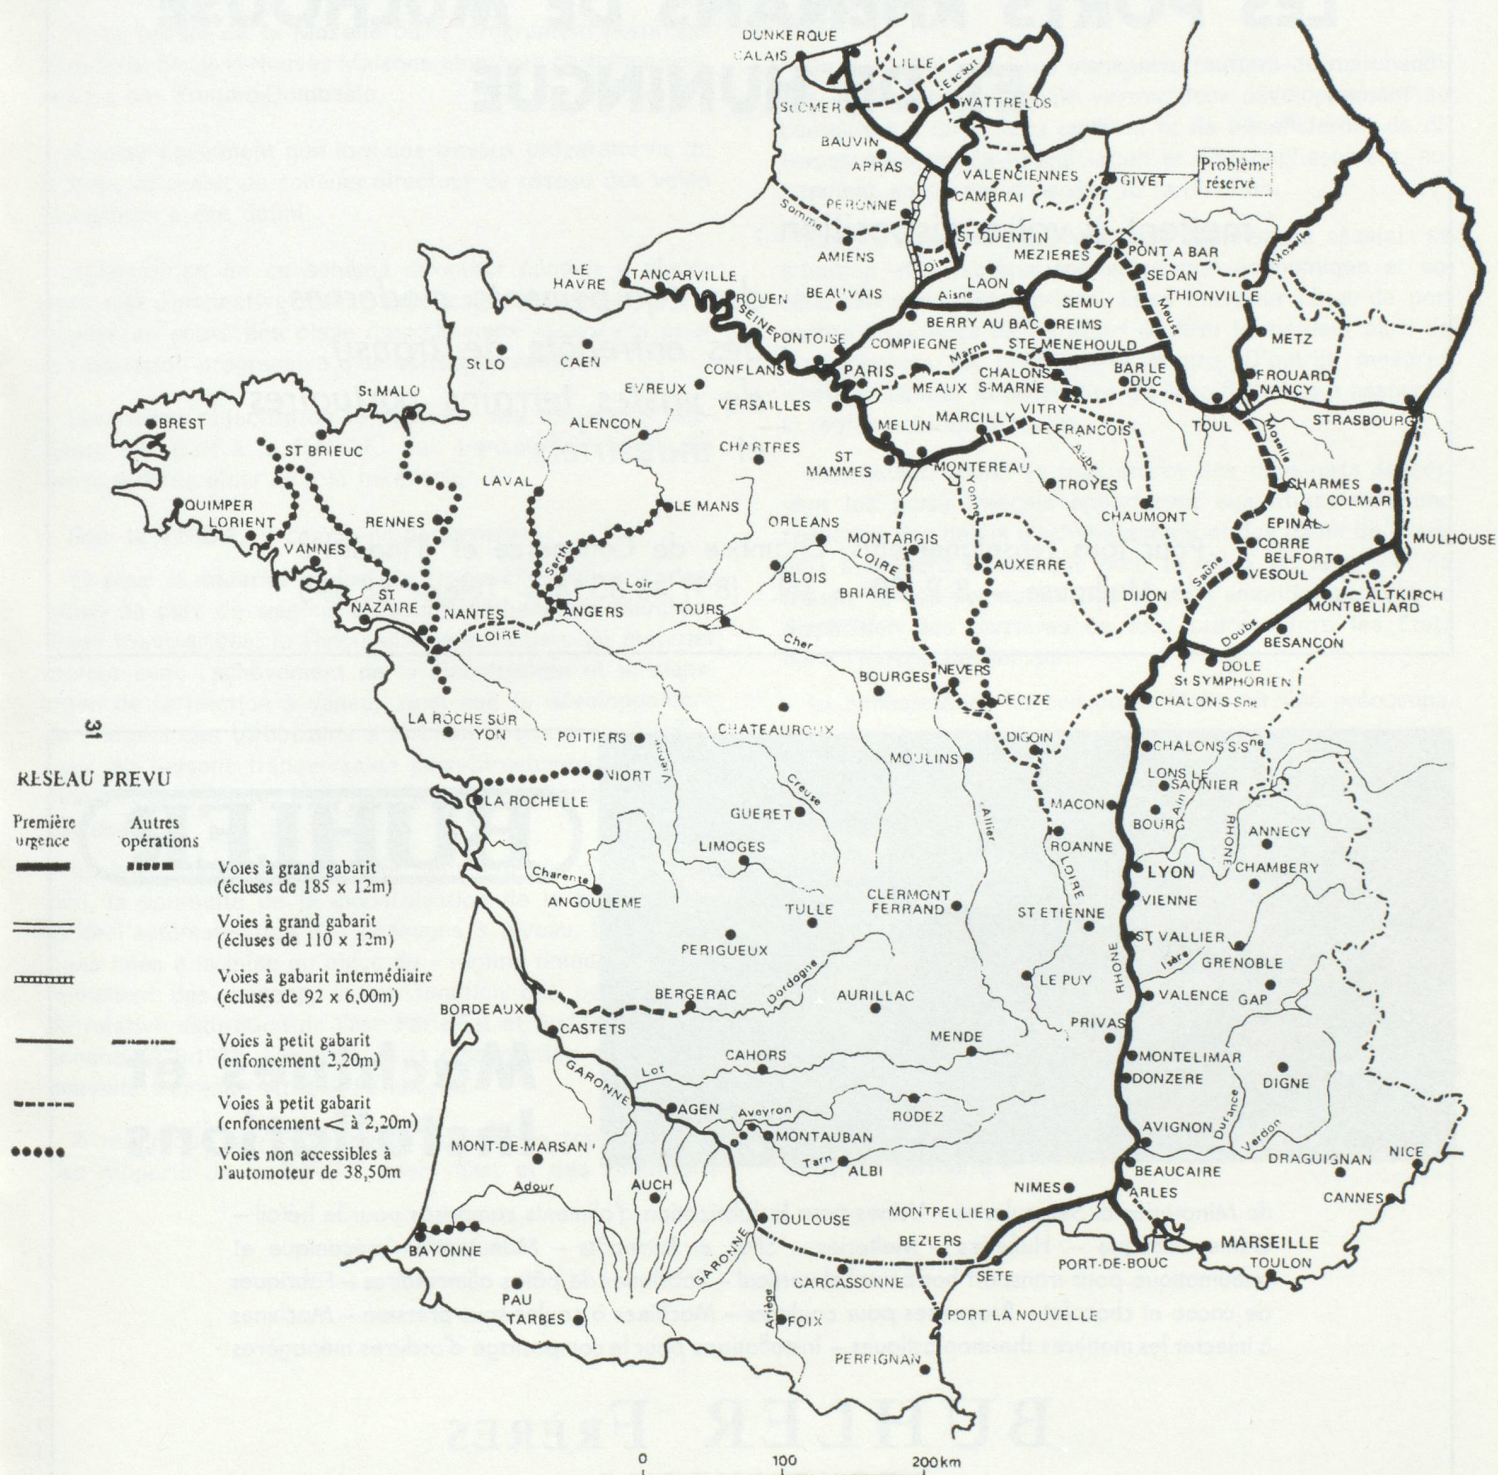 DUNKERQUE
CALAIS
LILLE
Escaut
St OMER
WATTRELOS
BAUVIN
APRAS
VALENCIENNES
GIVET
Problème
réservé
CAMBRAI
PERONNE
Somme
ST QUENTIN
MEZIERES
PONT A BAR
Moselle
AMIENS
Oise
SEDAN
LE
HAVRE
TANCARVILLE
ROUEN
BEAUVAIS
LAON
Aisne
SEMUY
THIONVILLE
Meuse
SEINE
BERRY AU BAC
REIMS
METZ
PONTOISE
COMPIEGNE
Marne
STE MENEHOULD
St LO
CAEN
CONFLANS
PARIS
MEAUX
CHALONS
S-MARNE
BAR LE
DUC
FROUARD
NANCY
EVREUX
St MALO
VERSAILLES
VITRY
LE FRANCOIS
MARCILLY
TOUL
STRASBOURG
BREST
ALENCON
MELUN
Moselle
ST BRIEUC
CHARTRES
ST
MAMMES
MONTEREAU
Aube
LAVAL
TROYES
CHARMES
COLMAR
QUIMPER
LORIENT
RENNES
LE MANS
Yonne
CHAUMONT
EPINAL
ORLEANS
MONTARGIS
CORRE
BELFORT
MULHOUSE
VANNES
Sarthe
LOIRE
AUXERRE
Saône
VESOUL
BLOIS
Loir
BRIARE
ST
NAZAIRE
DIJON
ALTKIRCH
MONTBELIARD
NANTES
ANGERS
TOURS
LOIRE
Doubs
BESANCON
Cher
DOLE
St SYMPHORIEN
BOURGES
NEVERS
DECIZE
CHALON S Sne
31
LA ROCHE SUR
YON
POITIERS
CHATEAUROUX
DIGOIN
CHALONS S Sne
MOULINS
RESEAU PREVU
NIORT
Creuse
LONS LE
SAUNIER
Ain
LA ROCHELLE
MACON
Première
urgence
Autres
opérations
GUERET
Allier
BOURG
RHONE
ANNECY
LIMOGES
ROANNE
CHAMBERY
Voies à grand gabarit
(écluses de 185 x 12m)
Charente
LOIRE
LYON
ANGOULEME
CLERMONT
FERRAND
VIENNE
Voies à grand gabarit
(écluses de 110 x 12m)
TULLE
ST ETIENNE
ST VALLIER
PERIGUEUX
Isère
GRENOBLE
Voies à gabarit intermédiaire
(écluses de 92 x 6,00m)
Dordogne
RHONE
LE PUY
BERGERAC
AURILLAC
VALENCE
GAP
BORDEAUX
CASTETS
PRIVAS
Voies à petit gabarit
(enfoncement 2,20m)
MENDE
CAHORS
MONTELIMAR
GARONNE
Lot
DONZERE
DIGNE
Voies à petit gabarit
(enfoncement < à 2,20m)
AGEN
Aveyron
RODEZ
Durance
AVIGNON
Verdon
MONTAUBAN
MONT-DE-MARSAN
Voies non accessibles à
l'automoteur de 38,50m
Tarn
ALBI
BEAUCAIRE
DRAGUIGNAN
NICE
Adour
AUCH
NIMES
ARLES
CANNES
TOULOUSE
MONTPELLIER
BAYONNE
GARONNE
BEZIERS
MARSEILLE
PORT-DE-BOUC
TOULON
CARCASSONNE
SETE
PAU
TARBES
Ariège
FOIX
PORT LA NOUVELLE
PERPIGNAN
0 100 200 km